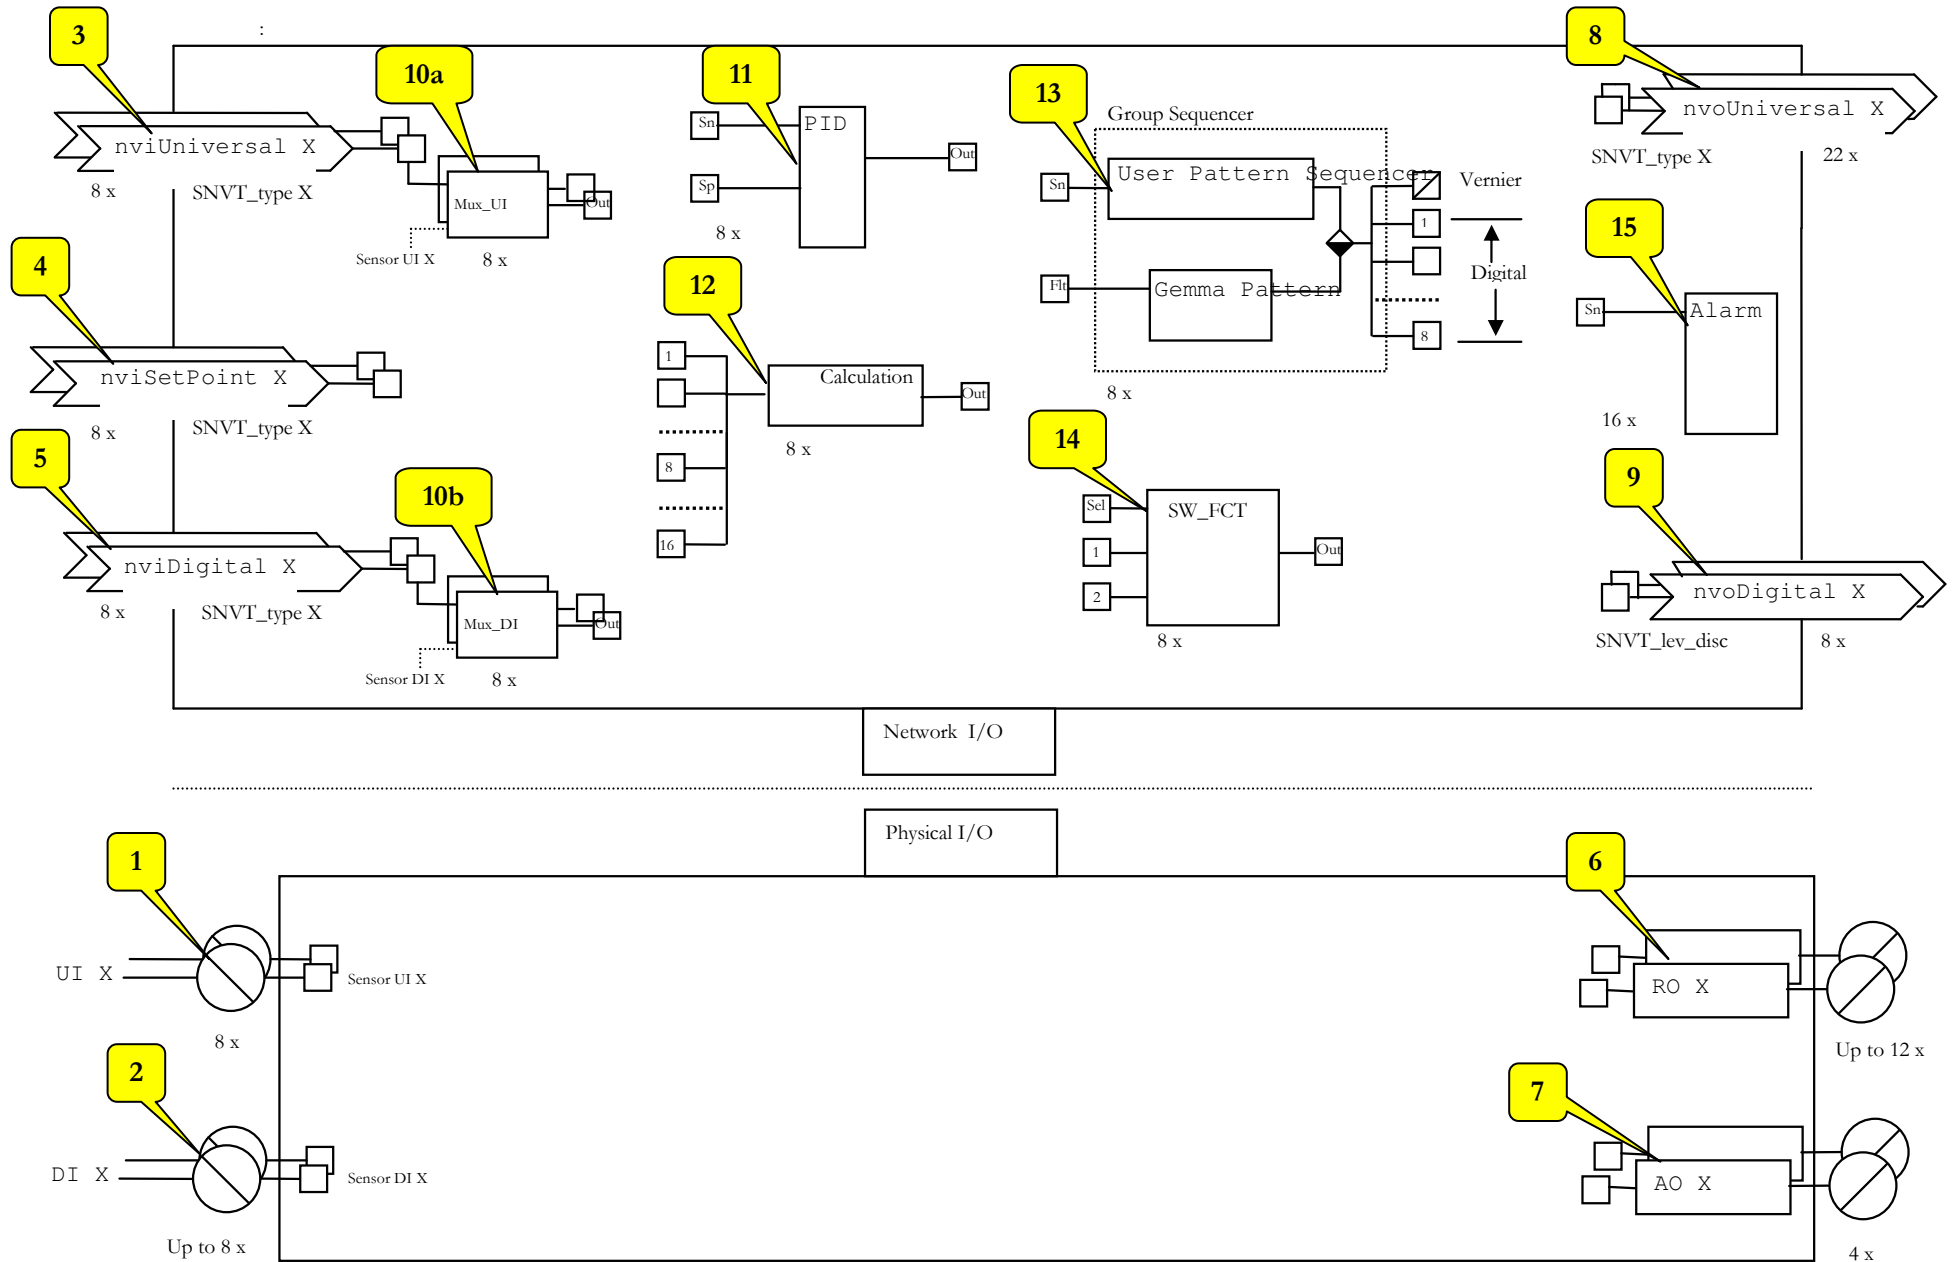 :
3
nviUniversal X
8 x
SNVT_type X
10a
Mux_UI
Out
Sensor UI X
8 x
4
nviSetPoint X
8 x
SNVT_type X
5
nviDigital X
8 x
SNVT_type X
10b
Mux_DI
Out
Sensor DI X
8 x
11
Sn
PID
Out
Sp
8 x
12
1
Calculation
Out
8
8 x
16
13
Group Sequencer
User Pattern Sequencer
Sn
Vernier
1
Digital
Flt
Gemma Pattern
8
8 x
14
Sel
SW_FCT
1
Out
2
8 x
8
nvoUniversal X
SNVT_type X
22 x
15
Sn
Alarm
16 x
9
nvoDigital X
SNVT_lev_disc
8 x
Network I/O
Physical I/O
1
UI X
Sensor UI X
8 x
2
DI X
Sensor DI X
Up to 8 x
6
RO X
Up to 12 x
7
AO X
4 x